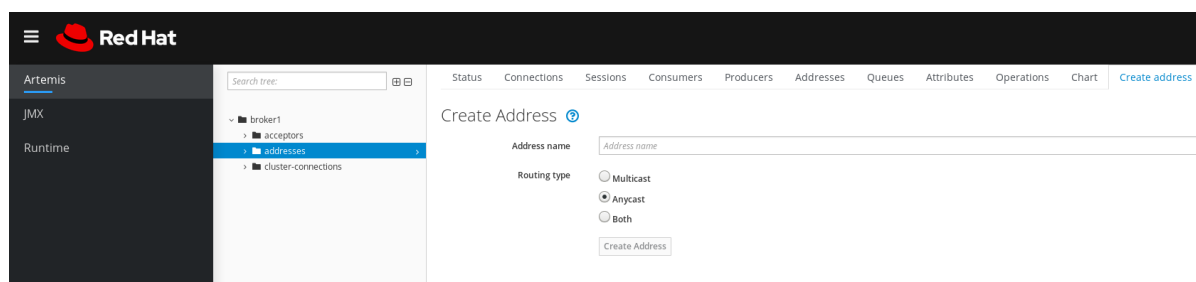 Red Hat
Artemis
JMX
Runtime
Search tree:
broker1
acceptors
addresses
cluster-connections
Status Connections Sessions Consumers Producers Addresses Queues Attributes Operations Chart Create address
Create Address
Address name Address name
Routing type Multicast
Anycast
Both
Create Address